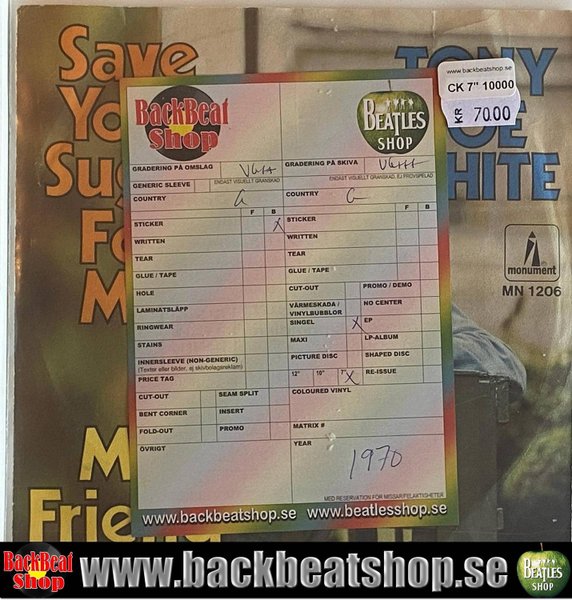 Save
Yo
Sug
Fo
M
TONY
OE
HITE
www.backbeatshop.se
CK 7" 10000
KR 7000
BackBeat
Shop
BEATLES
SHOP
GRADERING PÅ OMSLAG
GRADERING PÅ SKIVA
ENDAST VISUELLT GRANSKAD
ENDAST VISUELLT GRANSKAD, EJ PROVSPELAD
GENERIC SLEEVE
COUNTRY G
COUNTRY G
F B
F B
STICKER X
STICKER
WRITTEN
WRITTEN
TEAR
TEAR
GLUE / TAPE
GLUE / TAPE
HOLE
CUT-OUT
PROMO / DEMO
LAMINATSLÄPP
VÄRMESKADA /
VINYLBUBBLOR
NO CENTER
RINGWEAR
SINGEL X
EP
STAINS
MAXI
LP-ALBUM
INNERSLEEVE (NON-GENERIC)
(Texter eller bilder, ej skivbolagsreklam)
PICTURE DISC
SHAPED DISC
PRICE TAG
12" 10" 7" X
RE-ISSUE
CUT-OUT
SEAM SPLIT
COLOURED VINYL
BENT CORNER
INSERT
FOLD-OUT
PROMO
MATRIX #
ÖVRIGT
YEAR
1970
MED RESERVATION FÖR MISSAR/FELAKTIGHETER
www.backbeatshop.se www.beatlesshop.se
monument
MN 1206
M
Friend
BackBeat
Shop
www.backbeatshop.se
BEATLES
SHOP